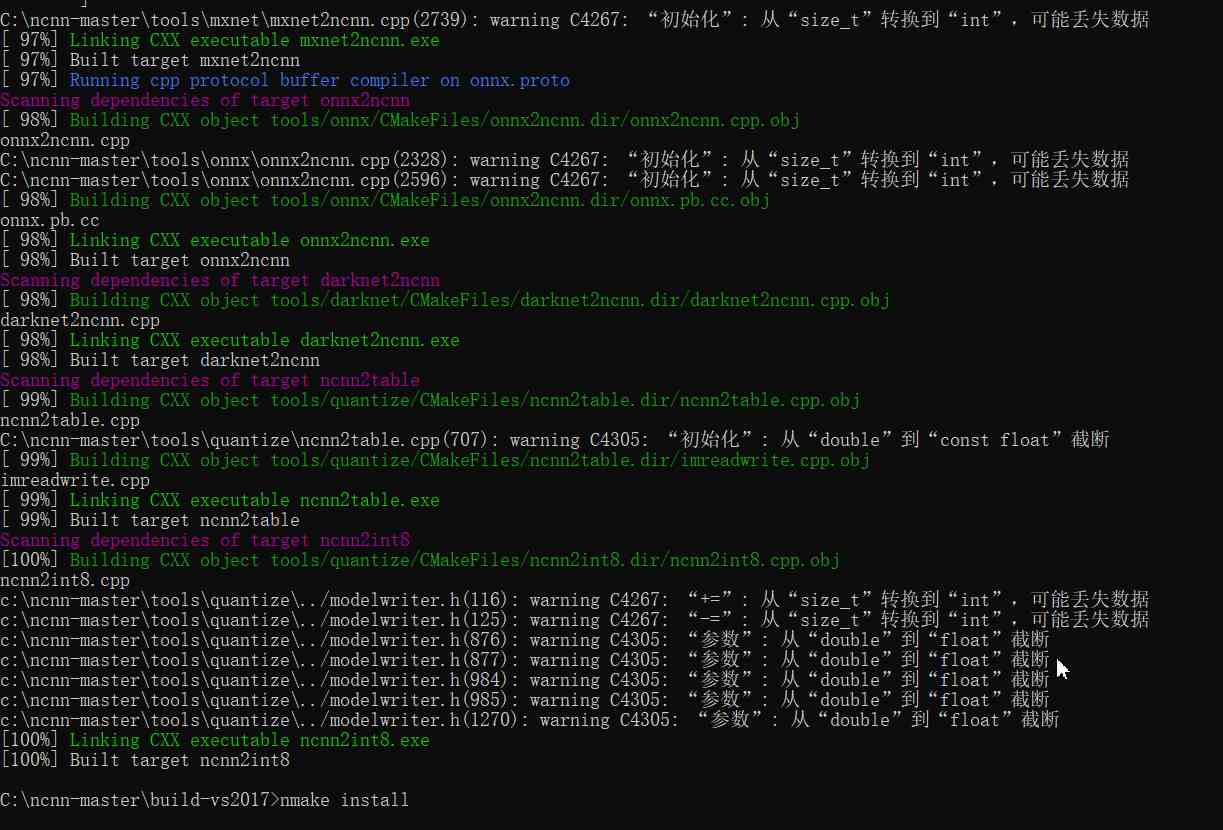 C:\ncnn-master\tools\mxnet\mxnet2ncnn.cpp(2739): warning C4267: “初始化”: 从“size_t”转换到“int”，可能丢失数据
[ 97%] Linking CXX executable mxnet2ncnn.exe
[ 97%] Built target mxnet2ncnn
[ 97%] Running cpp protocol buffer compiler on onnx.proto
Scanning dependencies of target onnx2ncnn
[ 98%] Building CXX object tools/onnx/CMakeFiles/onnx2ncnn.dir/onnx2ncnn.cpp.obj
onnx2ncnn.cpp
C:\ncnn-master\tools\onnx\onnx2ncnn.cpp(2328): warning C4267: “初始化”: 从“size_t”转换到“int”，可能丢失数据
C:\ncnn-master\tools\onnx\onnx2ncnn.cpp(2596): warning C4267: “初始化”: 从“size_t”转换到“int”，可能丢失数据
[ 98%] Building CXX object tools/onnx/CMakeFiles/onnx2ncnn.dir/onnx.pb.cc.obj
onnx.pb.cc
[ 98%] Linking CXX executable onnx2ncnn.exe
[ 98%] Built target onnx2ncnn
Scanning dependencies of target darknet2ncnn
[ 98%] Building CXX object tools/darknet/CMakeFiles/darknet2ncnn.dir/darknet2ncnn.cpp.obj
darknet2ncnn.cpp
[ 98%] Linking CXX executable darknet2ncnn.exe
[ 98%] Built target darknet2ncnn
Scanning dependencies of target ncnn2table
[ 99%] Building CXX object tools/quantize/CMakeFiles/ncnn2table.dir/ncnn2table.cpp.obj
ncnn2table.cpp
C:\ncnn-master\tools\quantize\ncnn2table.cpp(707): warning C4305: “初始化”: 从“double”到“const float”截断
[ 99%] Building CXX object tools/quantize/CMakeFiles/ncnn2table.dir/imreadwrite.cpp.obj
imreadwrite.cpp
[ 99%] Linking CXX executable ncnn2table.exe
[ 99%] Built target ncnn2table
Scanning dependencies of target ncnn2int8
[100%] Building CXX object tools/quantize/CMakeFiles/ncnn2int8.dir/ncnn2int8.cpp.obj
ncnn2int8.cpp
c:\ncnn-master\tools\quantize\../modelwriter.h(116): warning C4267: “+=”: 从“size_t”转换到“int”，可能丢失数据
c:\ncnn-master\tools\quantize\../modelwriter.h(125): warning C4267: “-=”: 从“size_t”转换到“int”，可能丢失数据
c:\ncnn-master\tools\quantize\../modelwriter.h(876): warning C4305: “参数”: 从“double”到“float”截断
c:\ncnn-master\tools\quantize\../modelwriter.h(877): warning C4305: “参数”: 从“double”到“float”截断
c:\ncnn-master\tools\quantize\../modelwriter.h(984): warning C4305: “参数”: 从“double”到“float”截断
c:\ncnn-master\tools\quantize\../modelwriter.h(985): warning C4305: “参数”: 从“double”到“float”截断
c:\ncnn-master\tools\quantize\../modelwriter.h(1270): warning C4305: “参数”: 从“double”到“float”截断
[100%] Linking CXX executable ncnn2int8.exe
[100%] Built target ncnn2int8
C:\ncnn-master\build-vs2017>nmake install